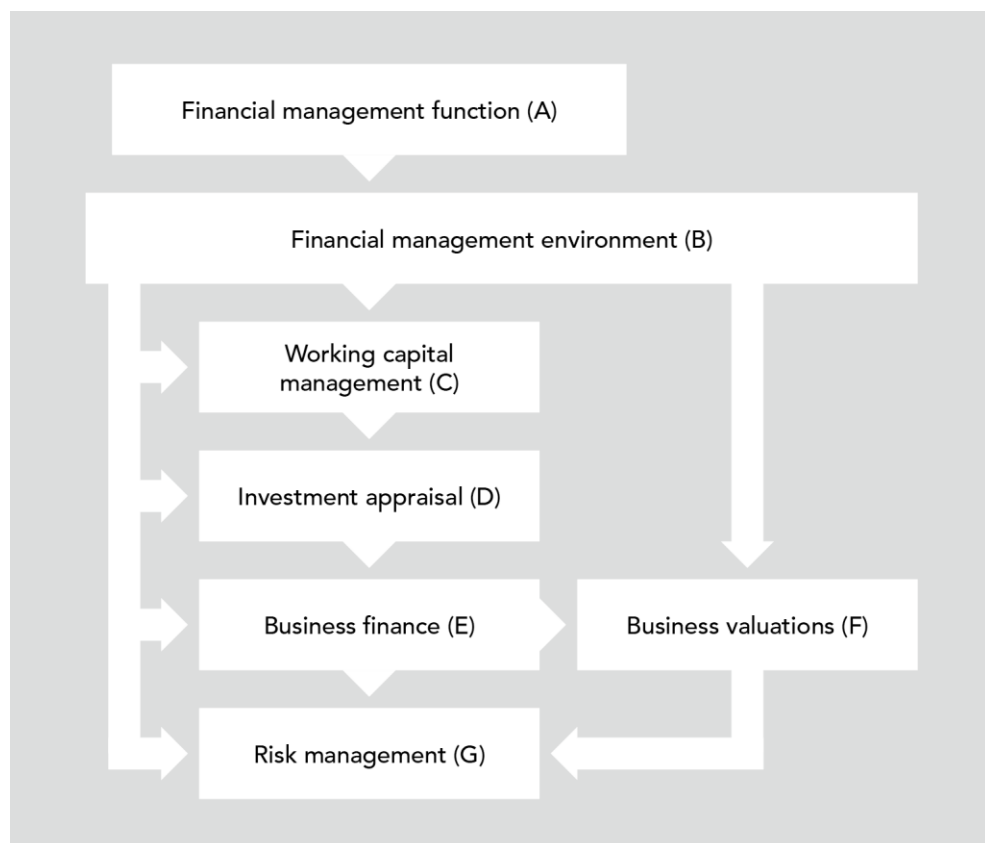 Financial management function (A)
Financial management environment (B)
Working capital
management (C)
Investment appraisal (D)
Business finance (E)
Business valuations (F)
Risk management (G)